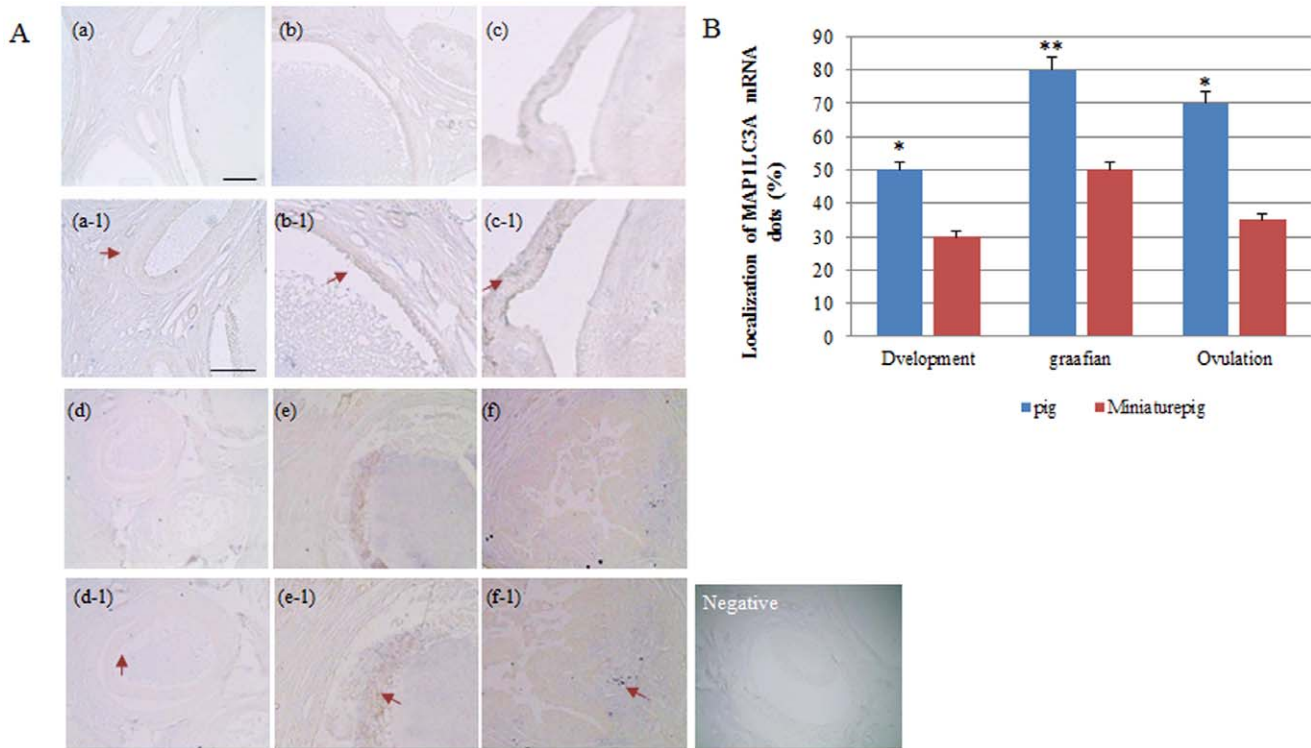 A
(a)
(b)
(c)
(a-1)
(b-1)
(c-1)
(d)
(e)
(f)
(d-1)
(e-1)
(f-1)
Negative
B
Localization of MAP1LC3A mRNA
dots (%)
90
80
70
60
50
40
30
20
10
0
*
**
*
Dvelopment
graafian
Ovulation
pig
Miniaturepig